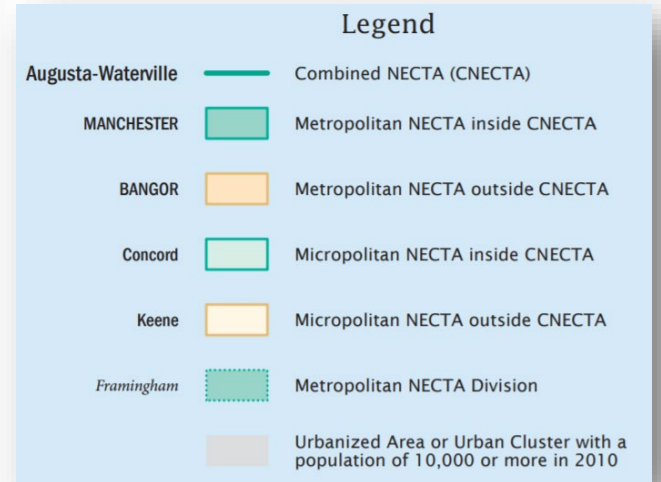 Legend
Augusta-Waterville Combined NECTA (CNECTA)
MANCHESTER Metropolitan NECTA inside CNECTA
BANGOR Metropolitan NECTA outside CNECTA
Concord Micropolitan NECTA inside CNECTA
Keene Micropolitan NECTA outside CNECTA
Framingham Metropolitan NECTA Division
Urbanized Area or Urban Cluster with a
population of 10,000 or more in 2010